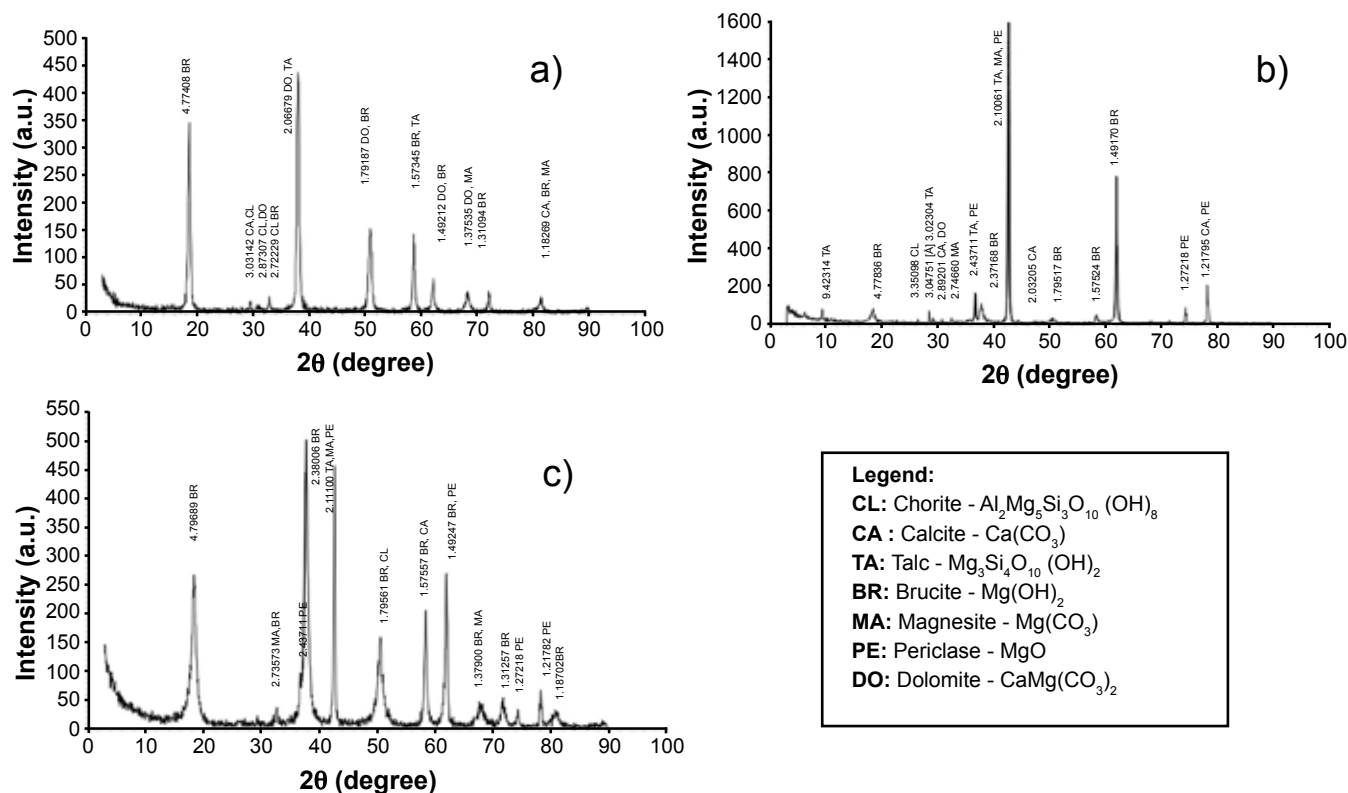 a)
Intensity (a.u.)
500
450
400
350
300
250
200
150
100
50
0
4.77408 BR
3.03142 CA,CL
2.87307 CL,DO
2.72229 CL,BR
2.06679 DO, TA
1.79187 DO, BR
1.57345 BR, TA
1.49212 DO, BR
1.37535 DO, MA
1.31094 BR
1.18269 CA, BR, MA
0 10 20 30 40 50 60 70 80 90 100
2θ (degree)
b)
Intensity (a.u.)
1600
1400
1200
1000
800
600
400
200
0
9.42314 TA
4.77836 BR
3.35098 CL
3.04751 [A] 3.02304 TA
2.89201 CA, DO
2.74660 MA
2.43711 TA, PE
2.37168 BR
2.10061 TA, MA, PE
2.03205 CA
1.79517 BR
1.57524 BR
1.49170 BR
1.27218 PE
1.21795 CA, PE
0 10 20 30 40 50 60 70 80 90 100
2θ (degree)
c)
Intensity (a.u.)
550
500
450
400
350
300
250
200
150
100
50
0
4.79689 BR
2.73573 MA,BR
2.43711 PE
2.38006 BR
2.11100 TA,MA,PE
1.79561 BR, CL
1.57557 BR, CA
1.49247 BR, PE
1.37900 BR, MA
1.31257 BR
1.27218 PE
1.21782 PE
1.18702BR
0 10 20 30 40 50 60 70 80 90 100
2θ (degree)
Legend:
CL: Chorite - Al₂Mg₅Si₃O₁₀ (OH)₈
CA : Calcite - Ca(CO₃)
TA: Talc - Mg₃Si₄O₁₀ (OH)₂
BR: Brucite - Mg(OH)₂
MA: Magnesite - Mg(CO₃)
PE: Periclase - MgO
DO: Dolomite - CaMg(CO₃)₂